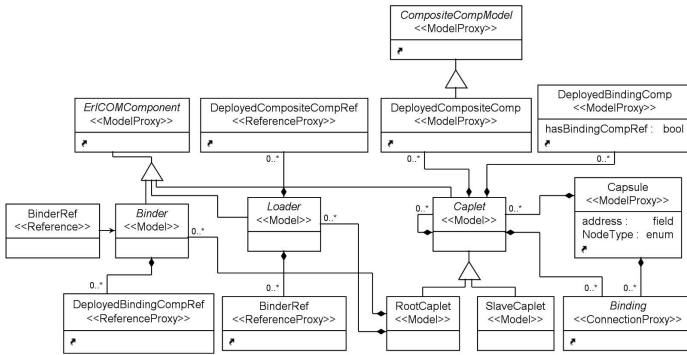 CompositeCompModel
<<ModelProxy>>
ErlCOMComponent
<<ModelProxy>>
DeployedCompositeCompRef
<<ReferenceProxy>>
DeployedCompositeComp
<<ModelProxy>>
DeployedBindingComp
<<ModelProxy>>
hasBindingCompRef : bool
0..*
0..*
0..*
BinderRef
<<Reference>>
Binder
<<Model>>
0..*
Loader
<<Model>>
0..*
0..*
Caplet
<<Model>>
0..*
Capsule
<<ModelProxy>>
address : field
NodeType : enum
0..*
0..*
0..*
0..*
DeployedBindingCompRef
<<ReferenceProxy>>
BinderRef
<<ReferenceProxy>>
RootCaplet
<<Model>>
SlaveCaplet
<<Model>>
Binding
<<ConnectionProxy>>